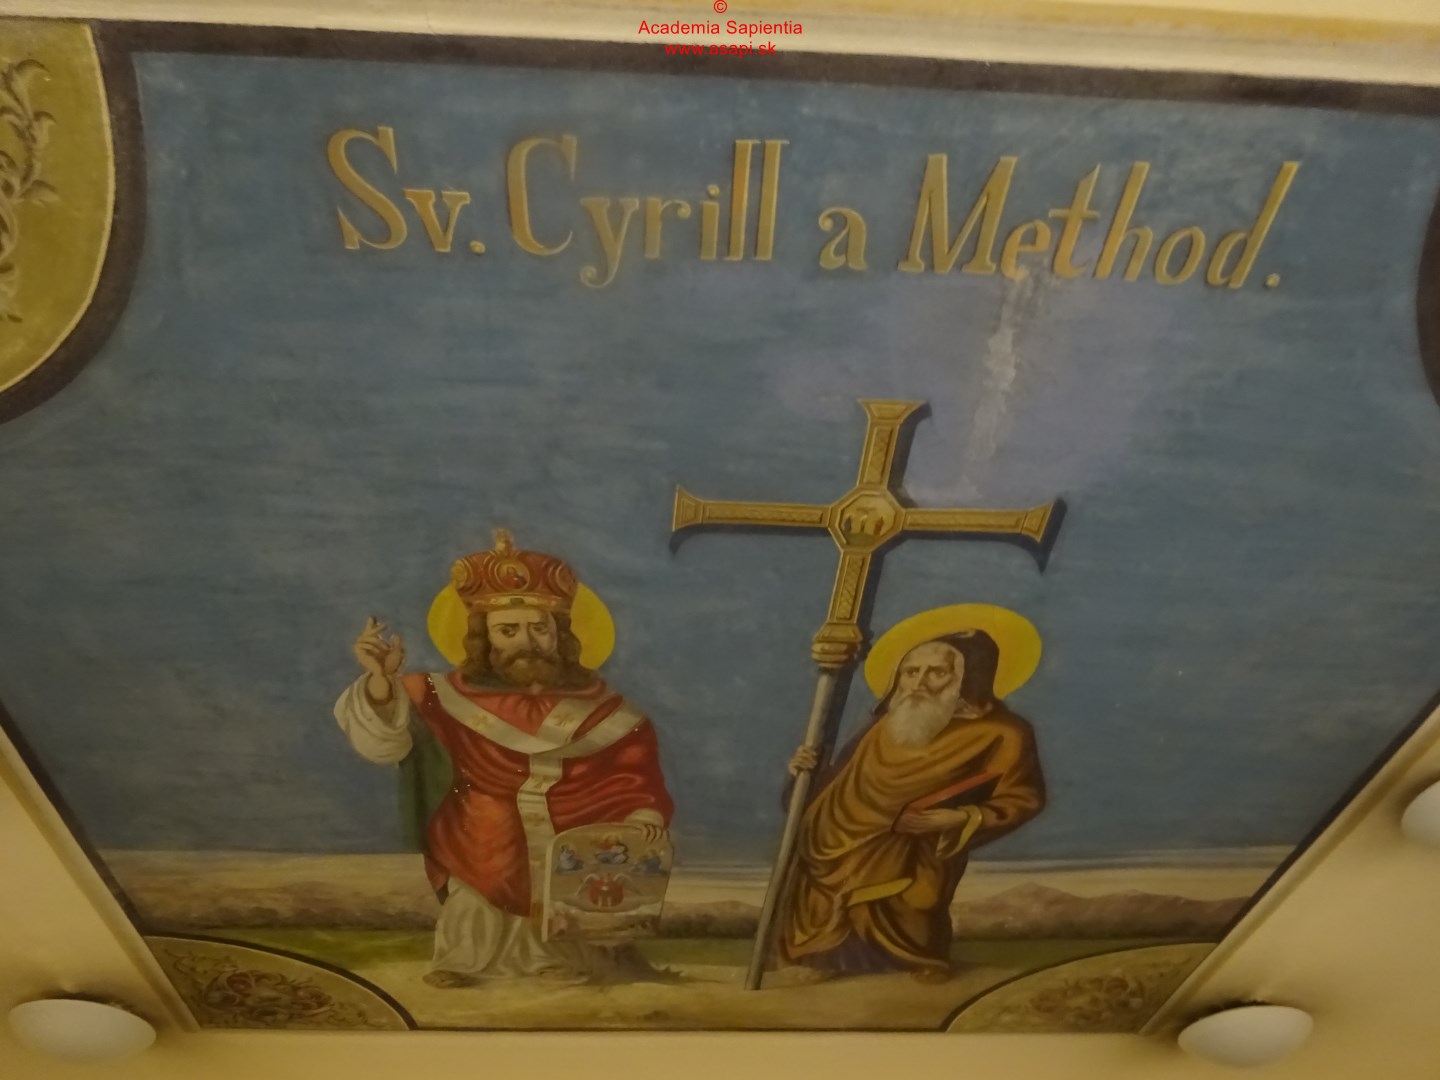 ©
Academia Sapientia
www.asapi.sk
Sv. Cyrill a Method.